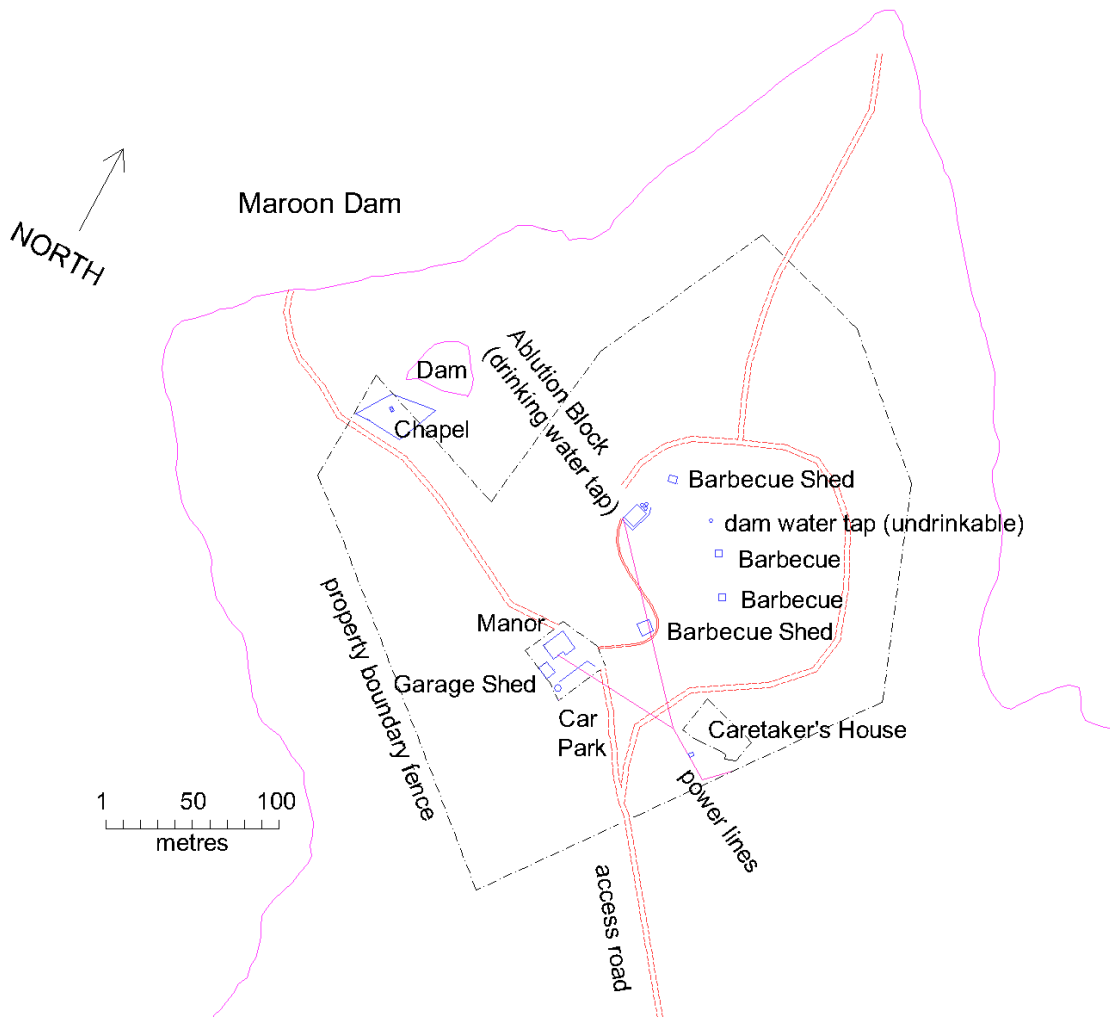 Maroon Dam
NORTH
Ablution Block
(drinking water tap)
Dam
Chapel
Barbecue Shed
dam water tap (undrinkable)
Barbecue
Barbecue
Manor
Barbecue Shed
property boundary fence
Garage Shed
Car
Park
Caretaker's House
power lines
1 50 100
metres
access road